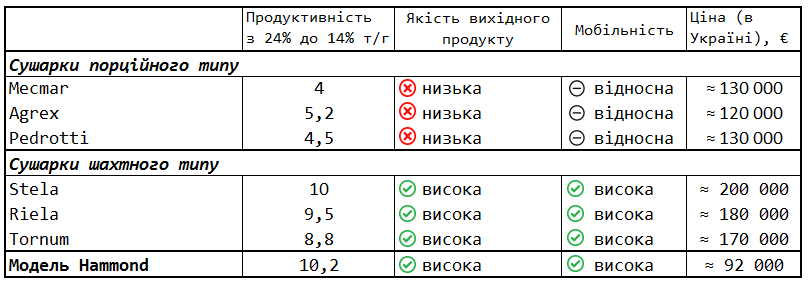 Продуктивність з 24% до 14% т/г | Якість вихідного продукту | Мобільність | Ціна (в Україні), €
Сушарки порційного типу
Mecmar 4 низька відносна ≈ 130 000
Agrex 5,2 низька відносна ≈ 120 000
Pedrotti 4,5 низька відносна ≈ 130 000
Сушарки шахтного типу
Stela 10 висока висока ≈ 200 000
Riela 9,5 висока висока ≈ 180 000
Tornum 8,8 висока висока ≈ 170 000
Модель Hammond 10,2 висока висока ≈ 92 000